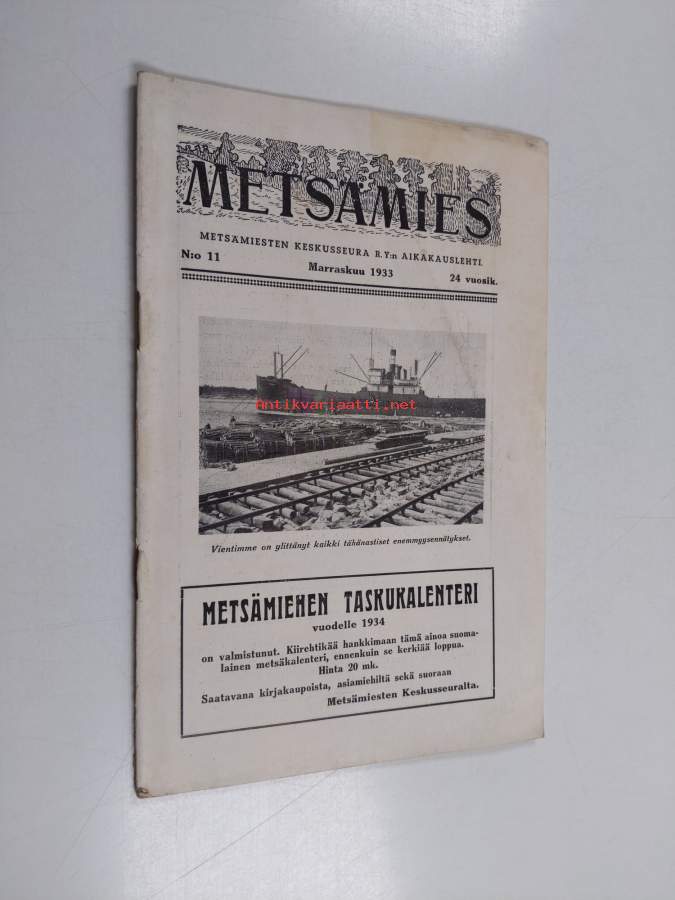 METSÄMIES
METSÄMIESTEN KESKUSSEURA R.Y:n AIKAKAUSLEHTI.
N:o 11 Marraskuu 1933 24 vuosik.
antikvariaatti.net
Vientimme on ylittänyt kaikki tähänastiset enemmyysennätykset.
METSÄMIEHEN TASKUKALENTERI
vuodelle 1934
on valmistunut. Kiirehtikää hankkimaan tämä ainoa suoma-
lainen metsäkalenteri, ennenkuin se kerkiää loppua.
Hinta 20 mk.
Saatavana kirjakaupoista, asiamiehiltä sekä suoraan
Metsämiesten Keskusseuralta.